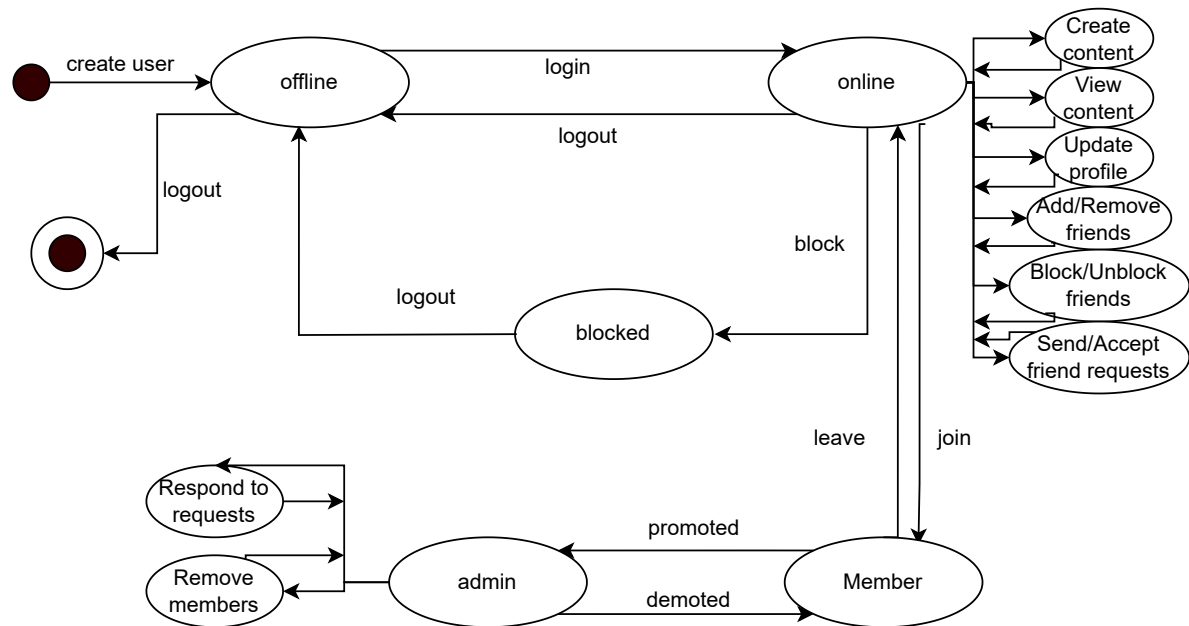 Create
content
create user
offline
login
online
View
content
logout
Update
profile
logout
Add/Remove
friends
block
Block/Unblock
friends
logout
blocked
Send/Accept
friend requests
leave
join
Respond to
requests
promoted
admin
Member
Remove
members
demoted